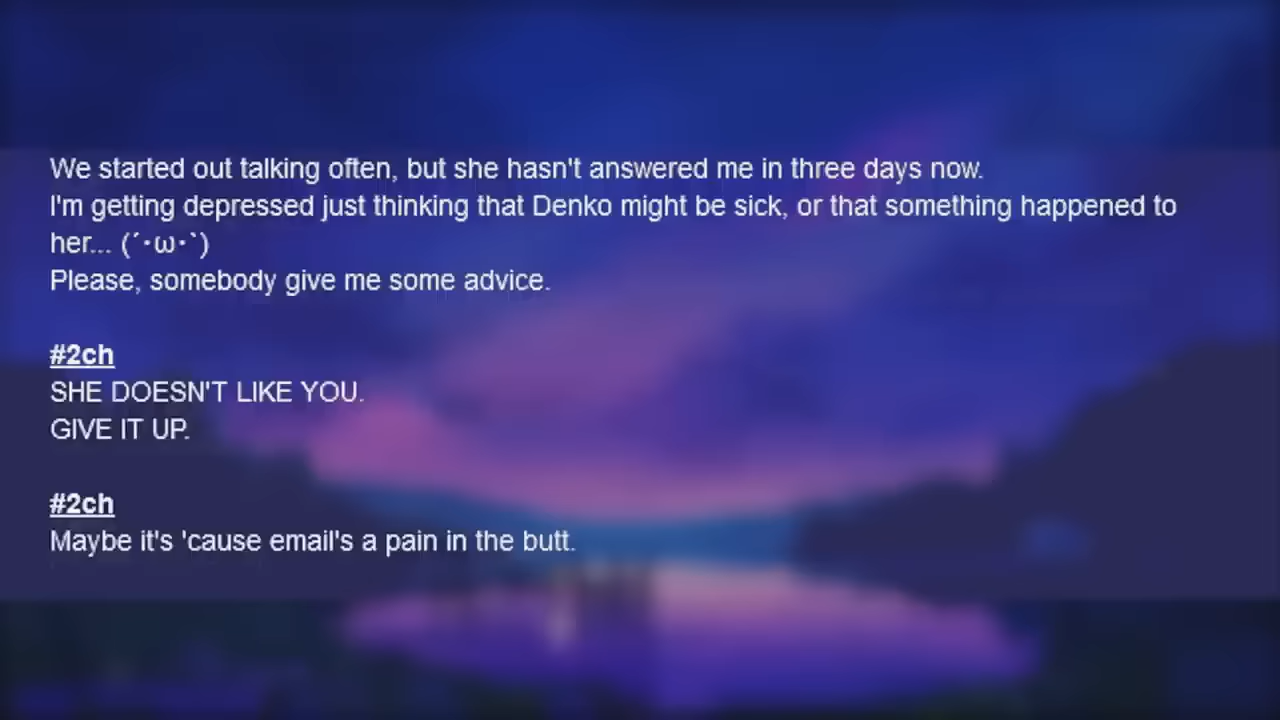 We started out talking often, but she hasn't answered me in three days now.
I'm getting depressed just thinking that Denko might be sick, or that something happened to
her... (´･ω･`)
Please, somebody give me some advice.
#2ch
SHE DOESN'T LIKE YOU.
GIVE IT UP.
#2ch
Maybe it's 'cause email's a pain in the butt.